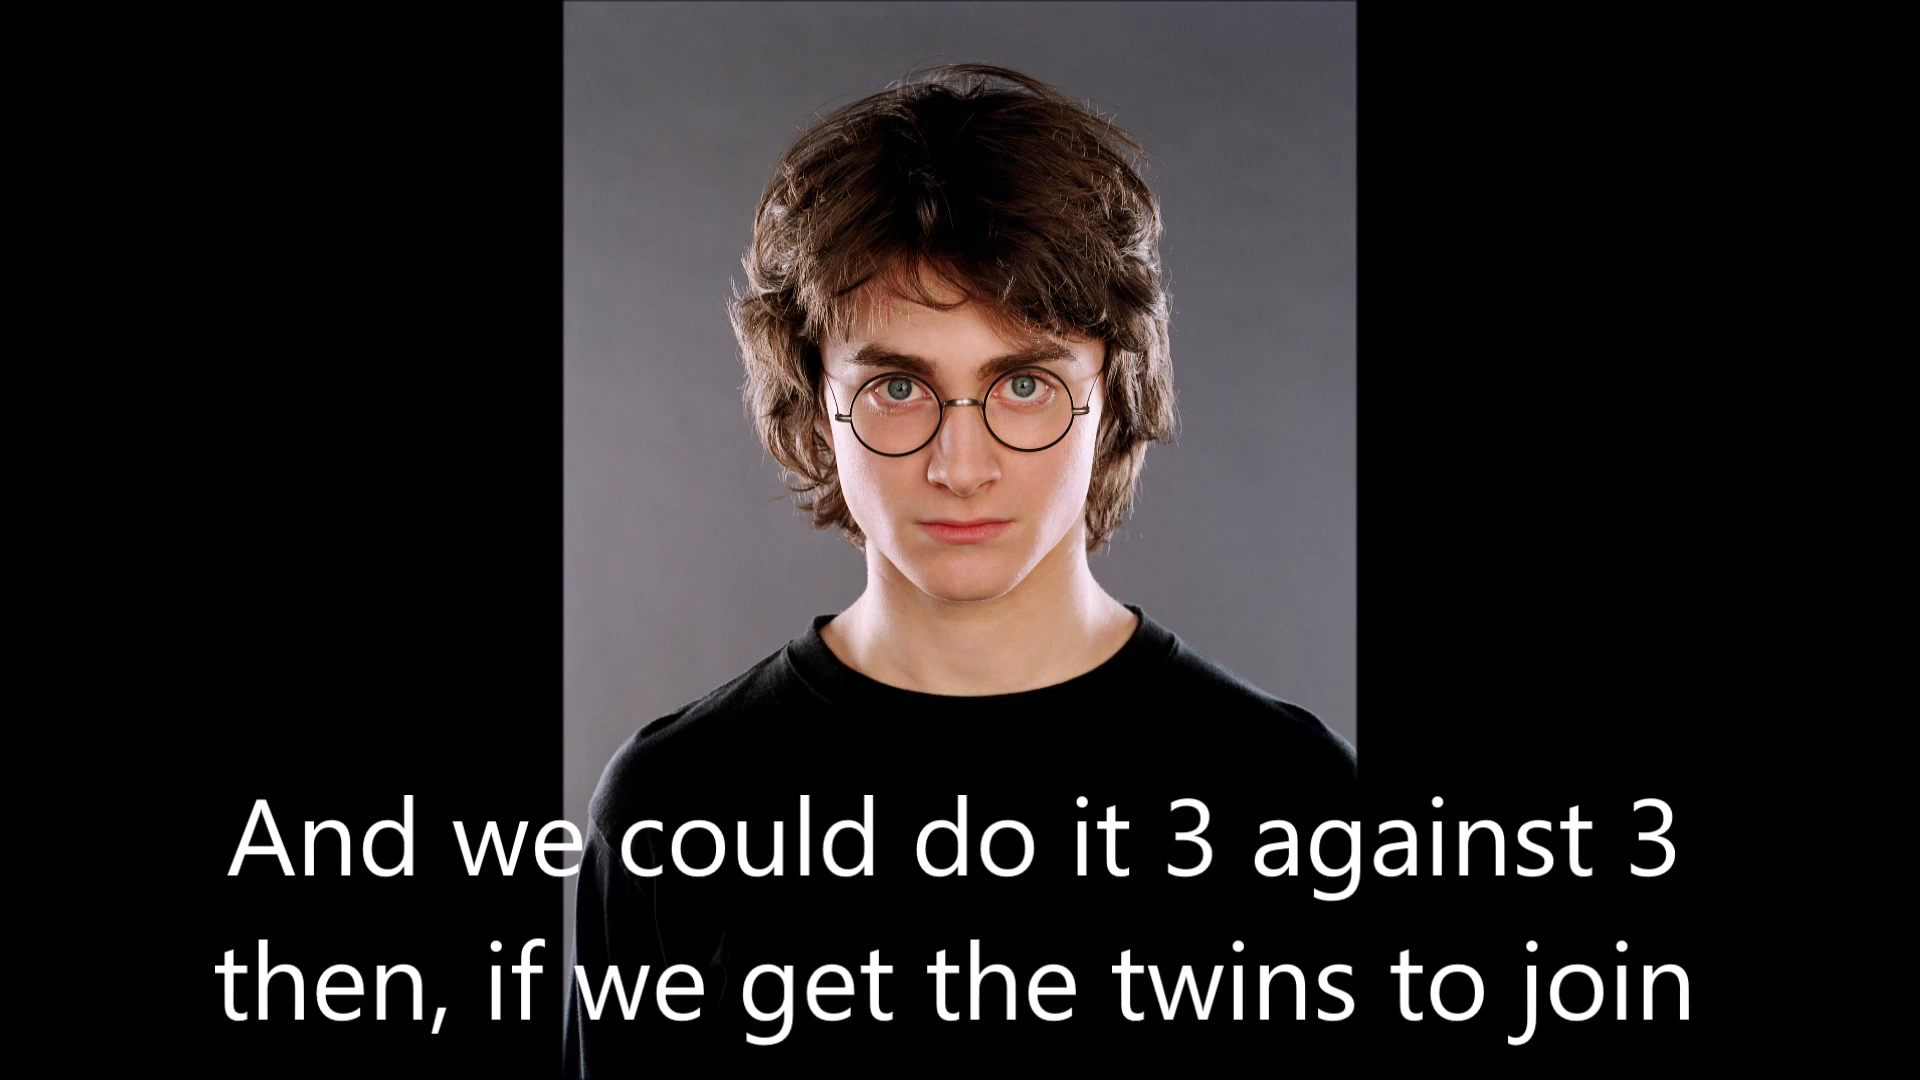 And we could do it 3 against 3
then, if we get the twins to join